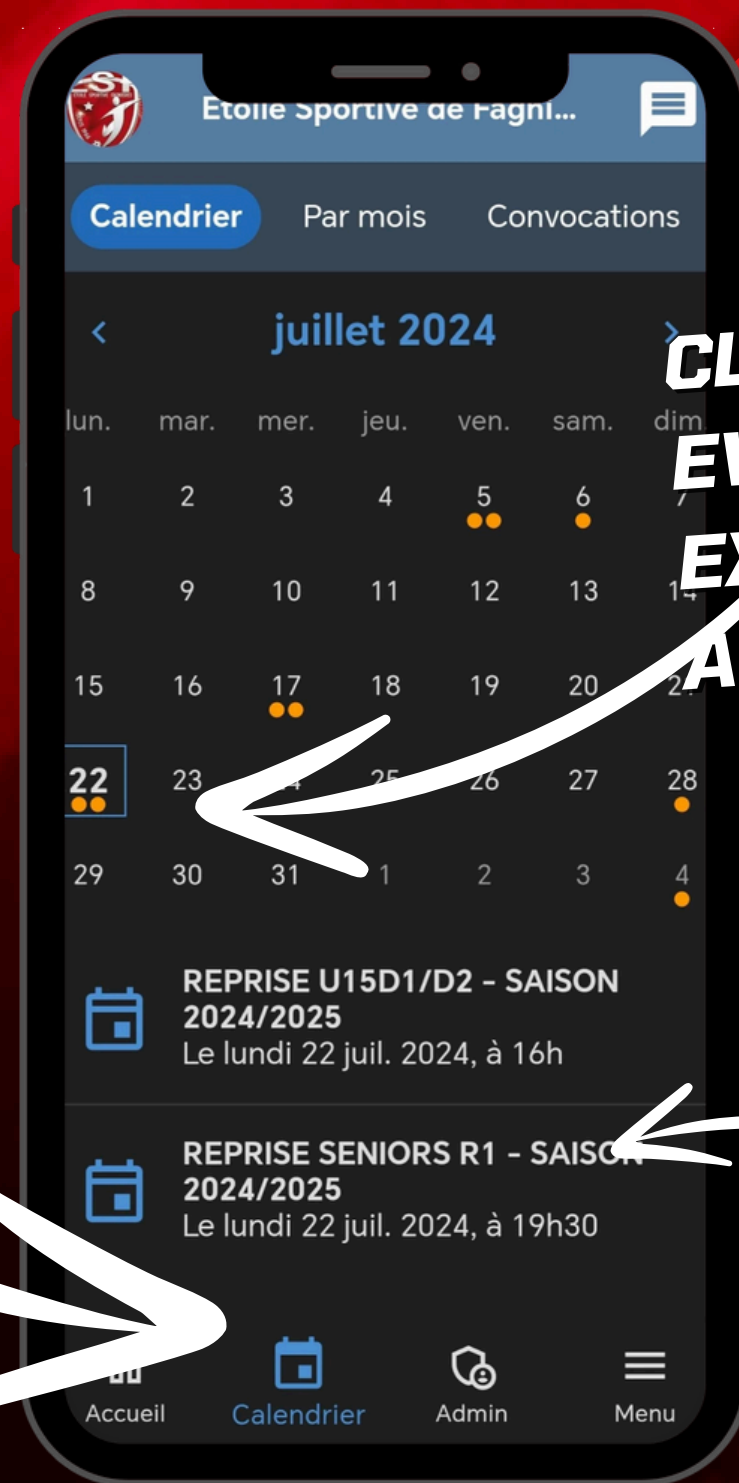 Etoile Sportive de Fagni...
Calendrier Par mois Convocations
juillet 2024
lun. mar. mer. jeu. ven. sam. dim.
1 2 3 4 5 6 7
8 9 10 11 12 13 14
15 16 17 18 19 20 21
22 23 24 25 26 27 28
29 30 31 1 2 3 4
REPRISE U15D1/D2 - SAISON
2024/2025
Le lundi 22 juil. 2024, à 16h
REPRISE SENIORS R1 - SAISON
2024/2025
Le lundi 22 juil. 2024, à 19h30
Accueil Calendrier Admin Menu